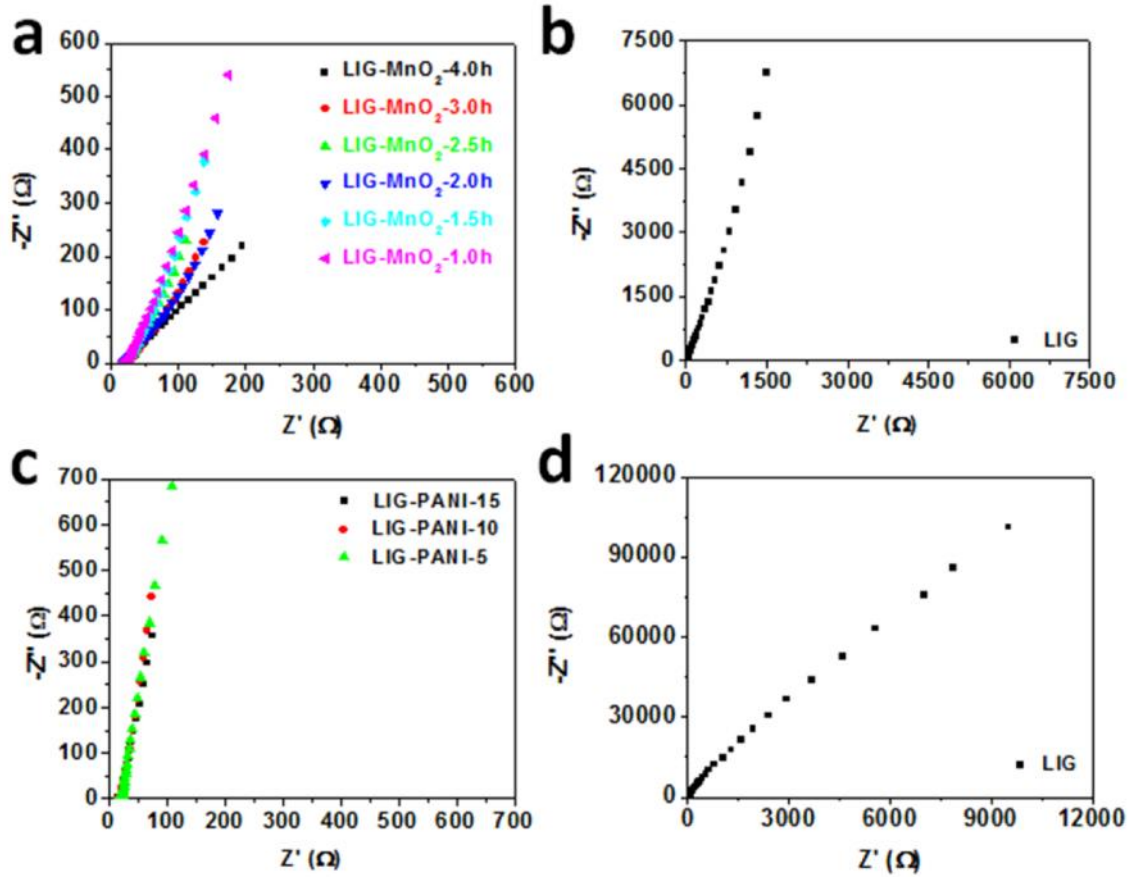 a
600
500
400
300
200
100
0
-Z'' (Ω)
LIG-MnO2-4.0h
LIG-MnO2-3.0h
LIG-MnO2-2.5h
LIG-MnO2-2.0h
LIG-MnO2-1.5h
LIG-MnO2-1.0h
0 100 200 300 400 500 600
Z' (Ω)
b
7500
6000
4500
3000
1500
0
-Z'' (Ω)
LIG
0 1500 3000 4500 6000 7500
Z' (Ω)
c
700
600
500
400
300
200
100
0
-Z'' (Ω)
LIG-PANI-15
LIG-PANI-10
LIG-PANI-5
0 100 200 300 400 500 600 700
Z' (Ω)
d
120000
90000
60000
30000
0
-Z'' (Ω)
LIG
0 3000 6000 9000 12000
Z' (Ω)